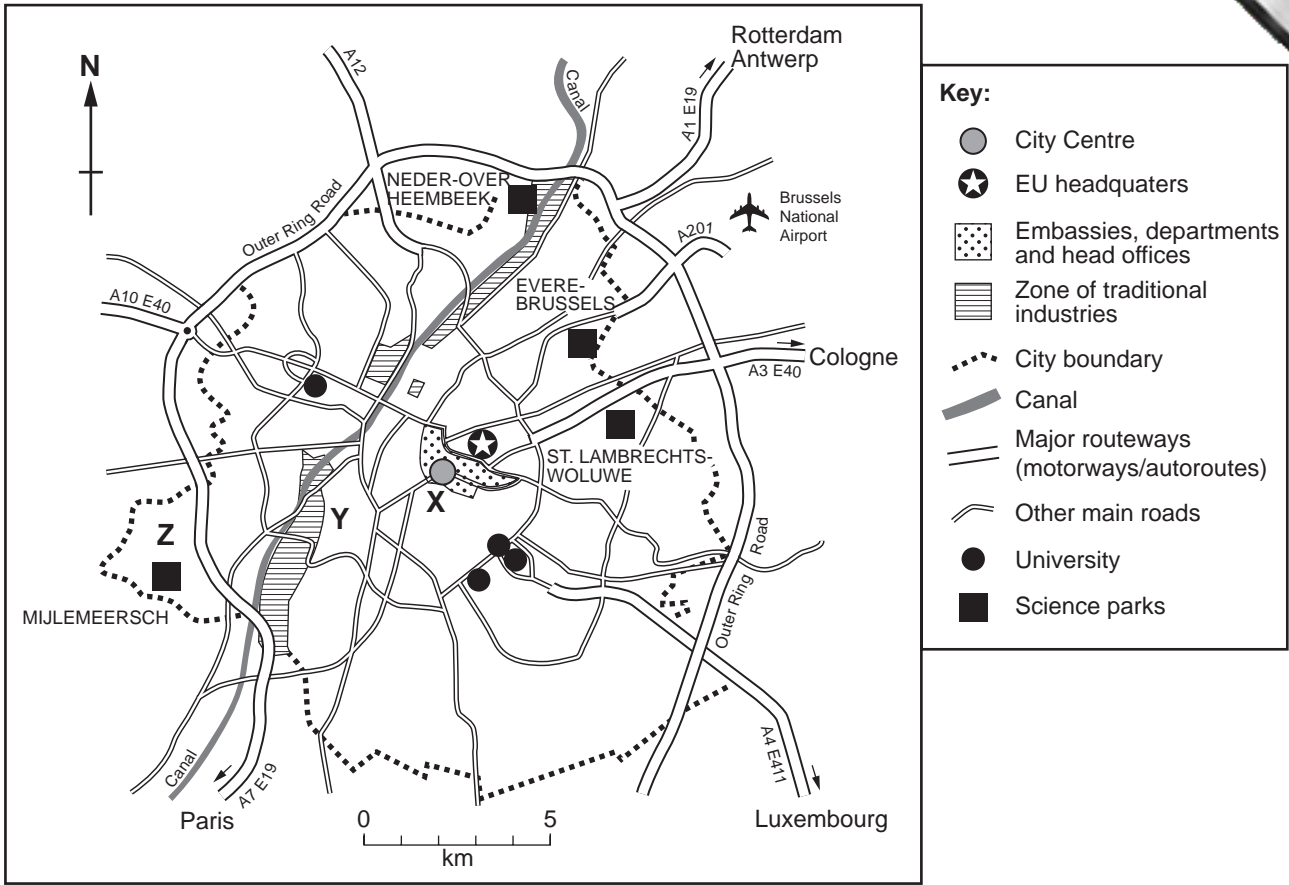 Rotterdam
Antwerp
N
A12
Canal
A1 E19
NEDER-OVER
HEEMBEEK
Outer Ring Road
Brussels
National
Airport
A201
EVERE-
BRUSSELS
A10 E40
Cologne
A3 E40
ST. LAMBRECHTS-
WOLUWE
X
Y
Z
MIJLEMEERSCH
Outer Ring Road
Canal
A7 E19
Paris
A4 E411
Luxembourg
0 5
km
Key:
City Centre
EU headquaters
Embassies, departments
and head offices
Zone of traditional
industries
City boundary
Canal
Major routeways
(motorways/autoroutes)
Other main roads
University
Science parks